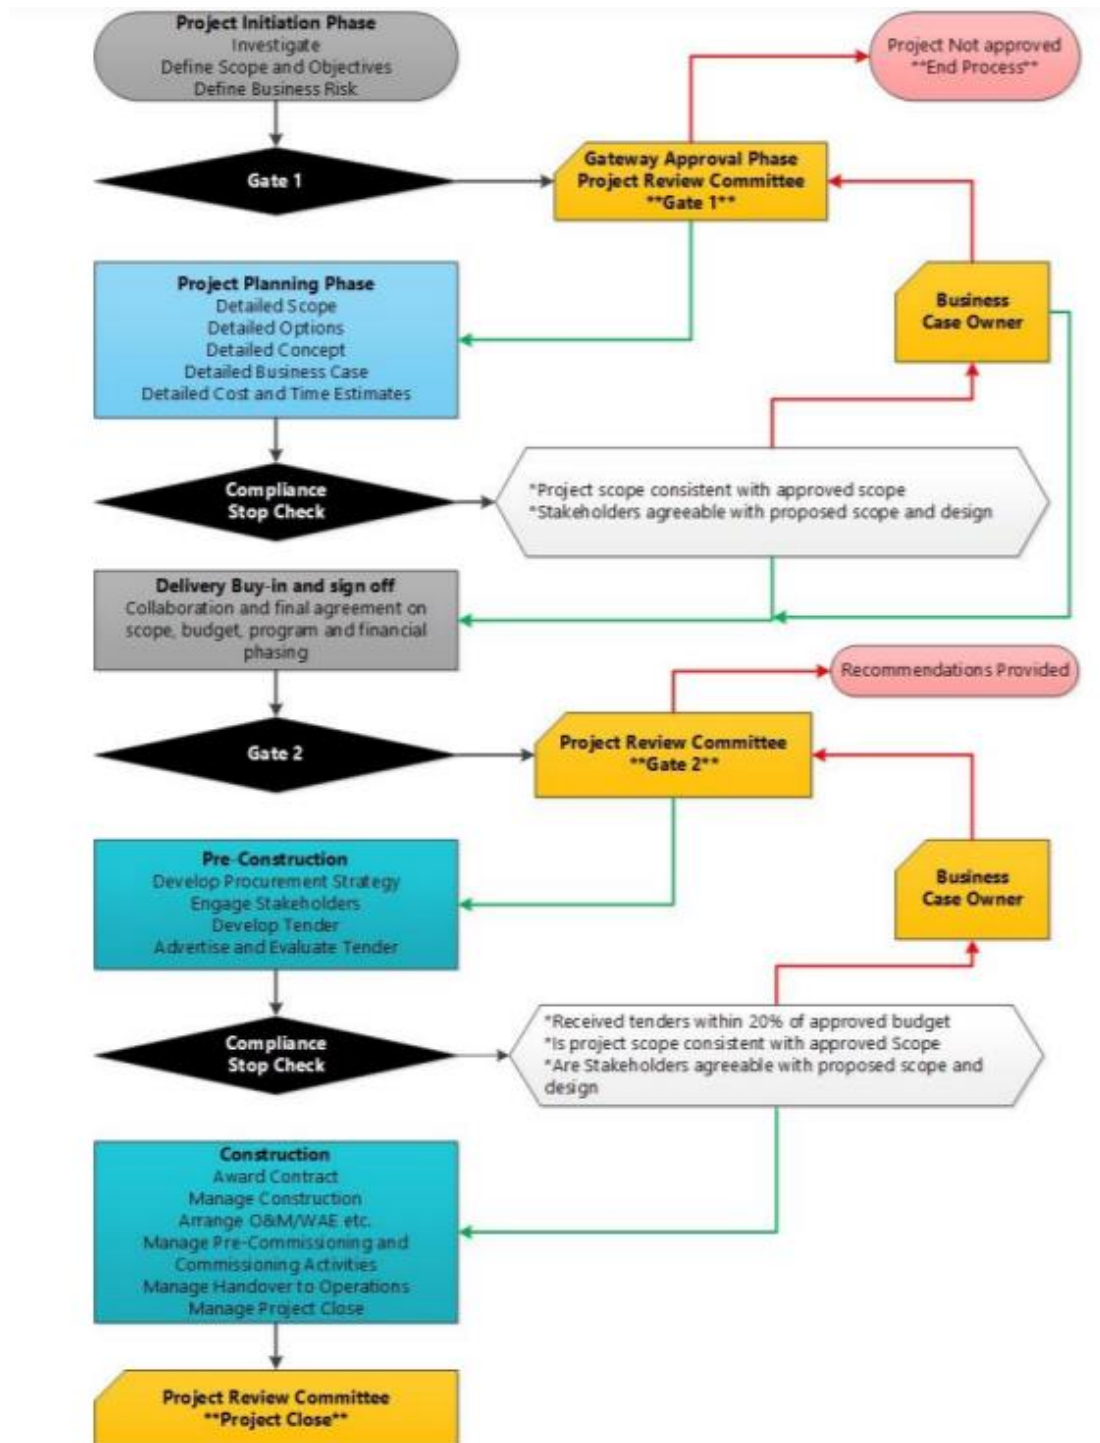 Project Initiation Phase
Investigate
Define Scope and Objectives
Define Business Risk
Project Not approved
**End Process**
Gate 1
Gateway Approval Phase
Project Review Committee
**Gate 1**
Project Planning Phase
Detailed Scope
Detailed Options
Detailed Concept
Detailed Business Case
Detailed Cost and Time Estimates
Business
Case Owner
Compliance
Stop Check
*Project scope consistent with approved scope
*Stakeholders agreeable with proposed scope and design
Delivery Buy-in and sign off
Collaboration and final agreement on
scope, budget, program and financial
phasing
Recommendations Provided
Gate 2
Project Review Committee
**Gate 2**
Pre-Construction
Develop Procurement Strategy
Engage Stakeholders
Develop Tender
Advertise and Evaluate Tender
Business
Case Owner
Compliance
Stop Check
*Received tenders within 20% of approved budget
*Is project scope consistent with approved Scope
*Are Stakeholders agreeable with proposed scope and
design
Construction
Award Contract
Manage Construction
Arrange O&M/WAE etc.
Manage Pre-Commissioning and
Commissioning Activities
Manage Handover to Operations
Manage Project Close
Project Review Committee
**Project Close**